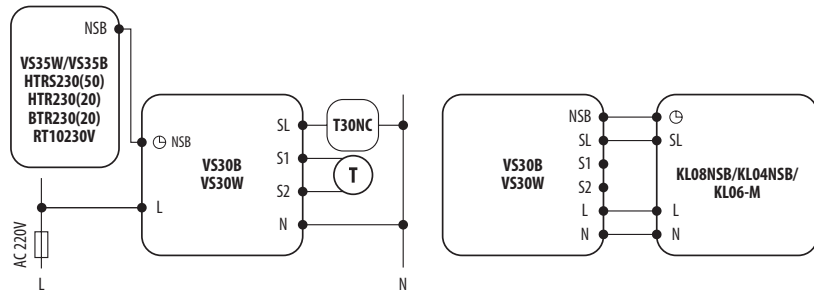 NSB
VS35W/VS35B
HTRS230(50)
HTR230(20)
BTR230(20)
RT10230V
NSB
L
VS30B
VS30W
SL
S1
S2
N
T30NC
T
AC 220V
L
N
VS30B
VS30W
NSB
SL
S1
S2
L
N
SL
L
N
KL08NSB/KL04NSB/
KL06-M